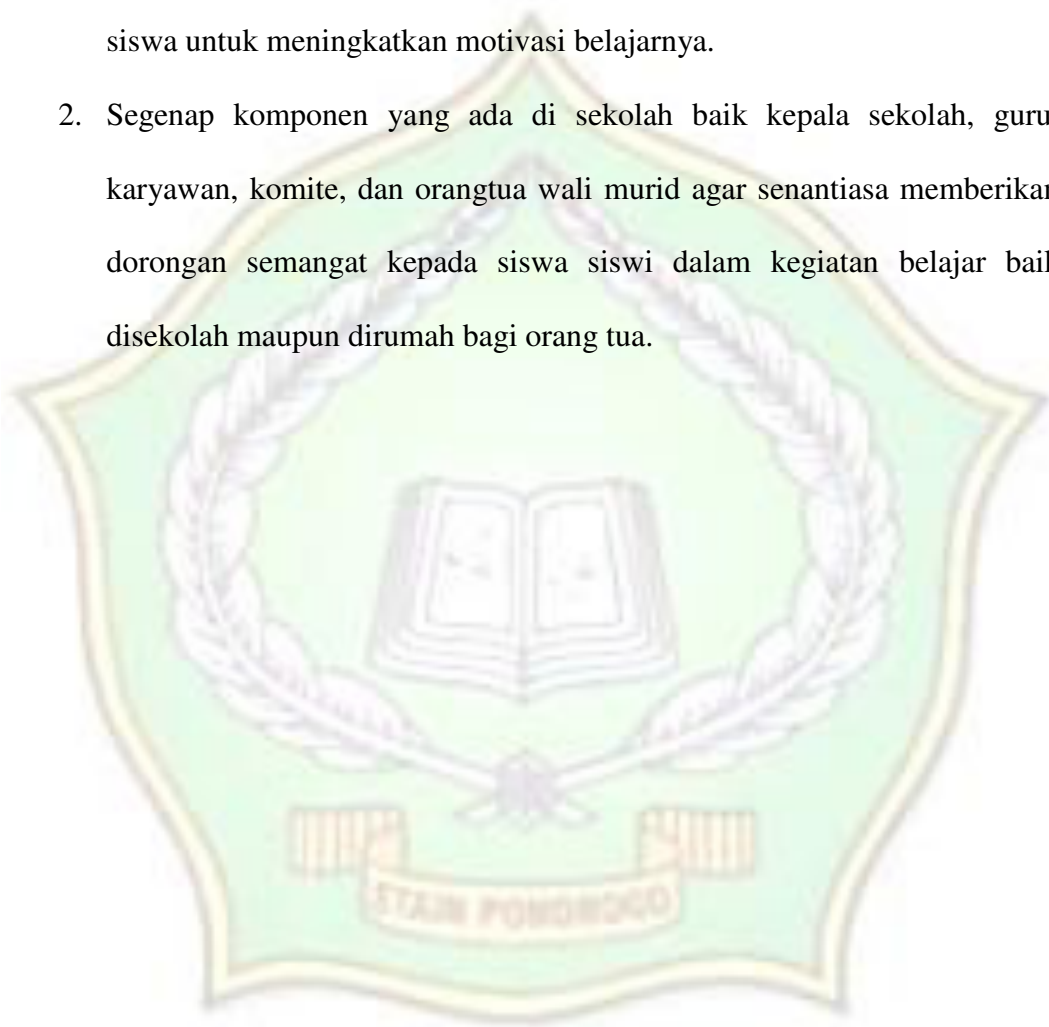 siswa untuk meningkatkan motivasi belajarnya.
2. Segenap komponen yang ada di sekolah baik kepala sekolah, guru
karyawan, komite, dan orangtua wali murid agar senantiasa memberikan
dorongan semangat kepada siswa siswi dalam kegiatan belajar baik
disekolah maupun dirumah bagi orang tua.
STAIN PONOROGO